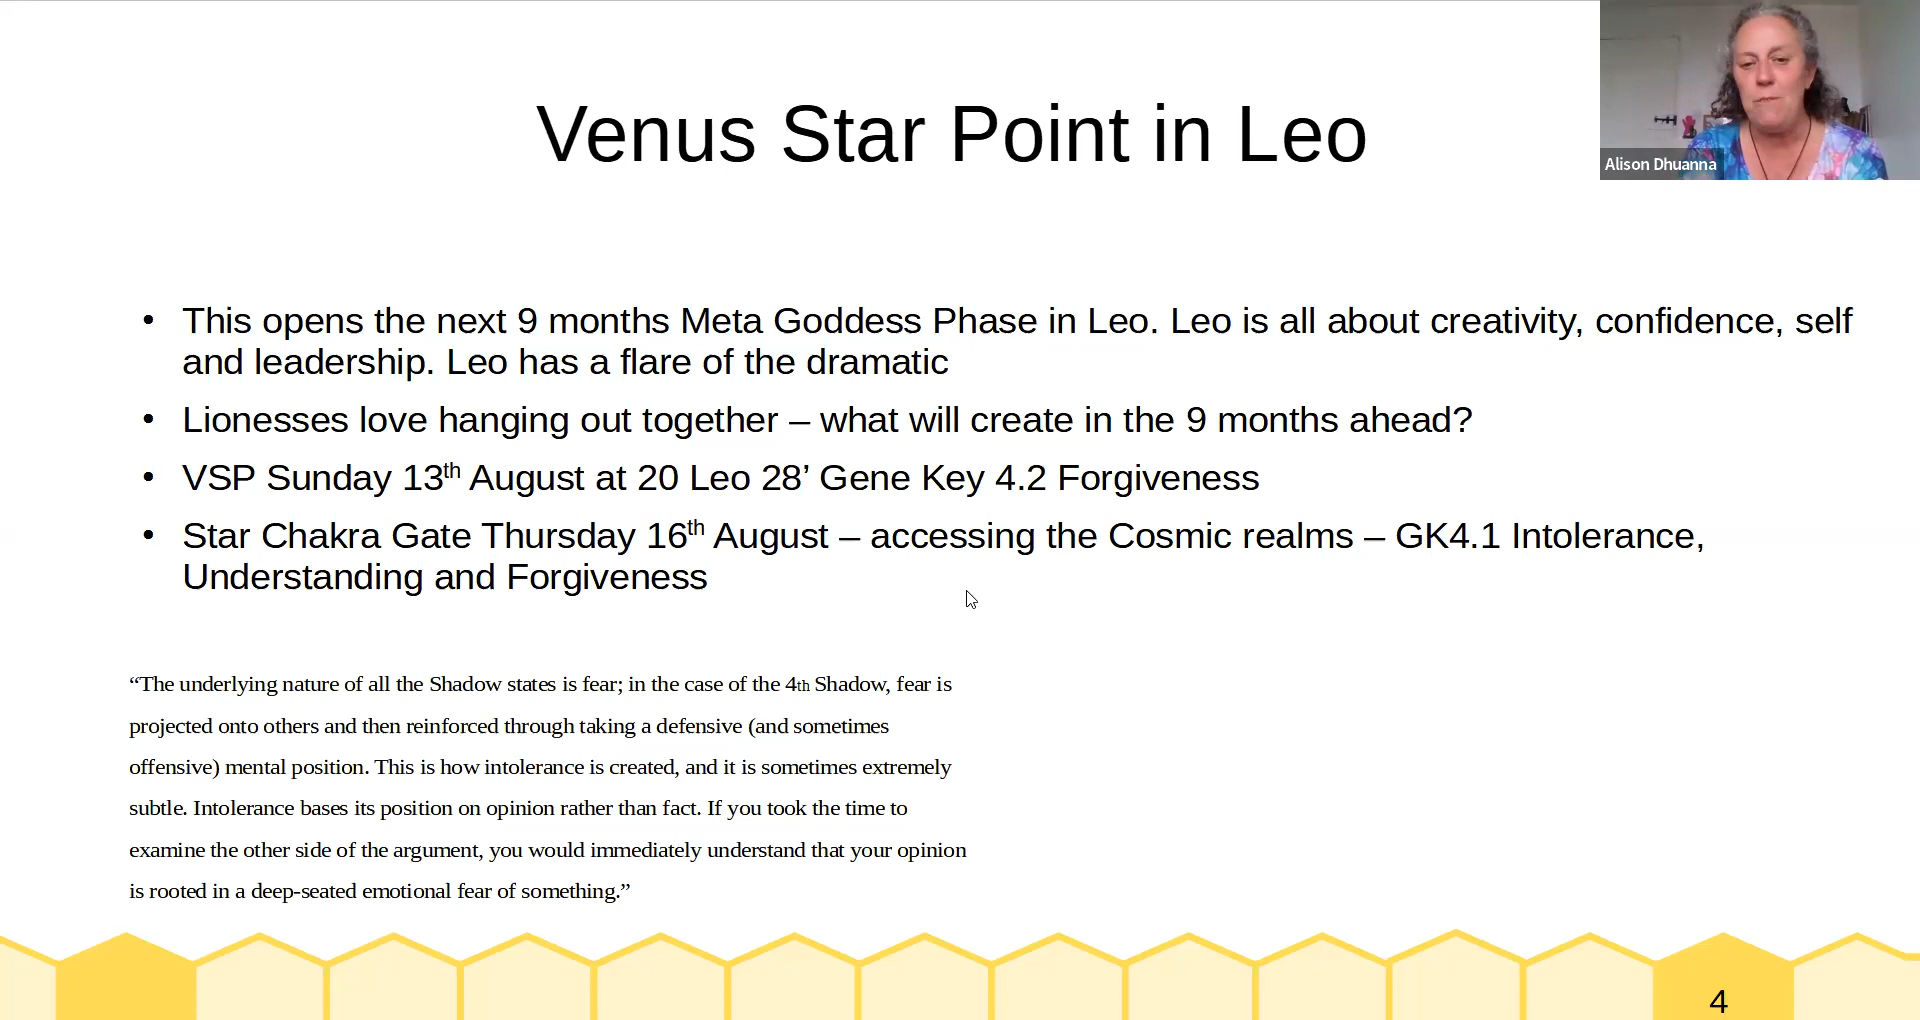 Venus Star Point in Leo
Alison Dhuanna
• This opens the next 9 months Meta Goddess Phase in Leo. Leo is all about creativity, confidence, self
and leadership. Leo has a flare of the dramatic
• Lionesses love hanging out together – what will create in the 9 months ahead?
• VSP Sunday 13th August at 20 Leo 28’ Gene Key 4.2 Forgiveness
• Star Chakra Gate Thursday 16th August – accessing the Cosmic realms – GK4.1 Intolerance,
Understanding and Forgiveness
“The underlying nature of all the Shadow states is fear; in the case of the 4th Shadow, fear is
projected onto others and then reinforced through taking a defensive (and sometimes
offensive) mental position. This is how intolerance is created, and it is sometimes extremely
subtle. Intolerance bases its position on opinion rather than fact. If you took the time to
examine the other side of the argument, you would immediately understand that your opinion
is rooted in a deep-seated emotional fear of something.”
4